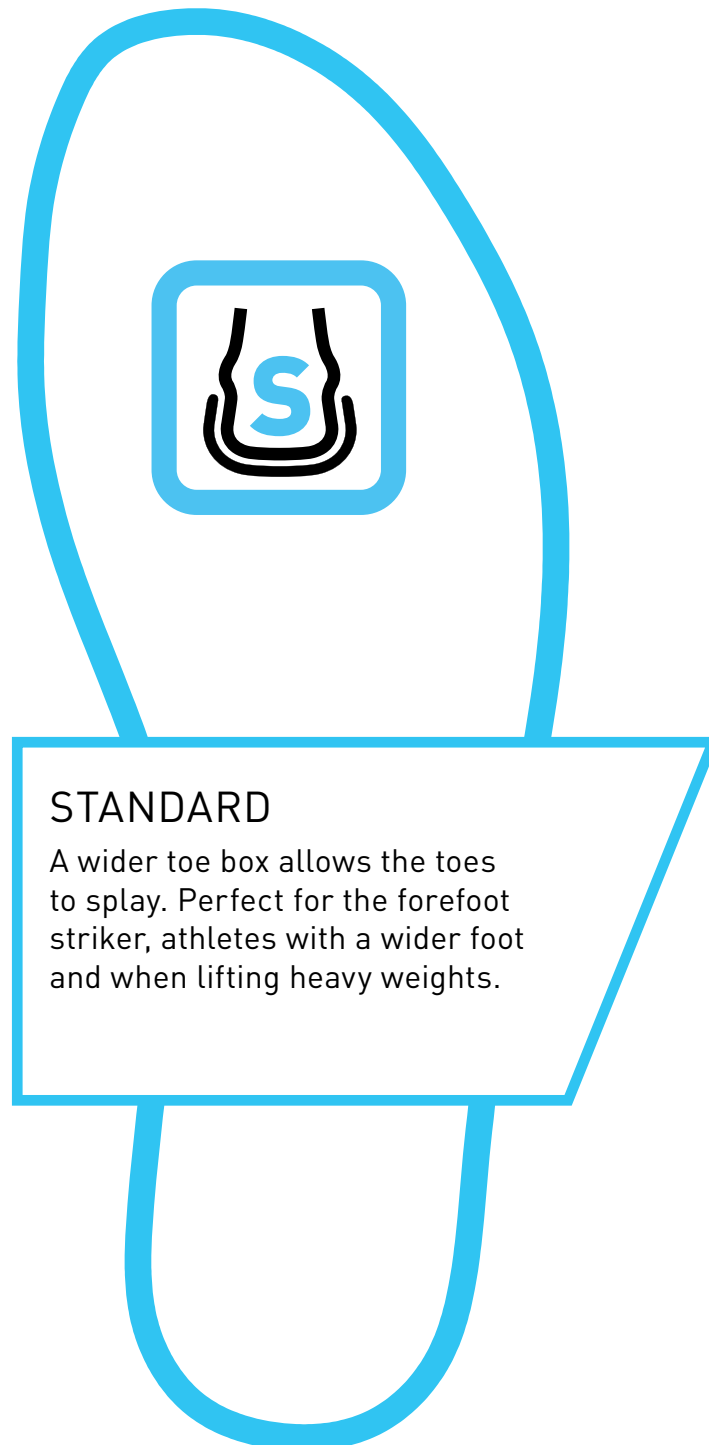 S
STANDARD
A wider toe box allows the toes
to splay. Perfect for the forefoot
striker, athletes with a wider foot
and when lifting heavy weights.